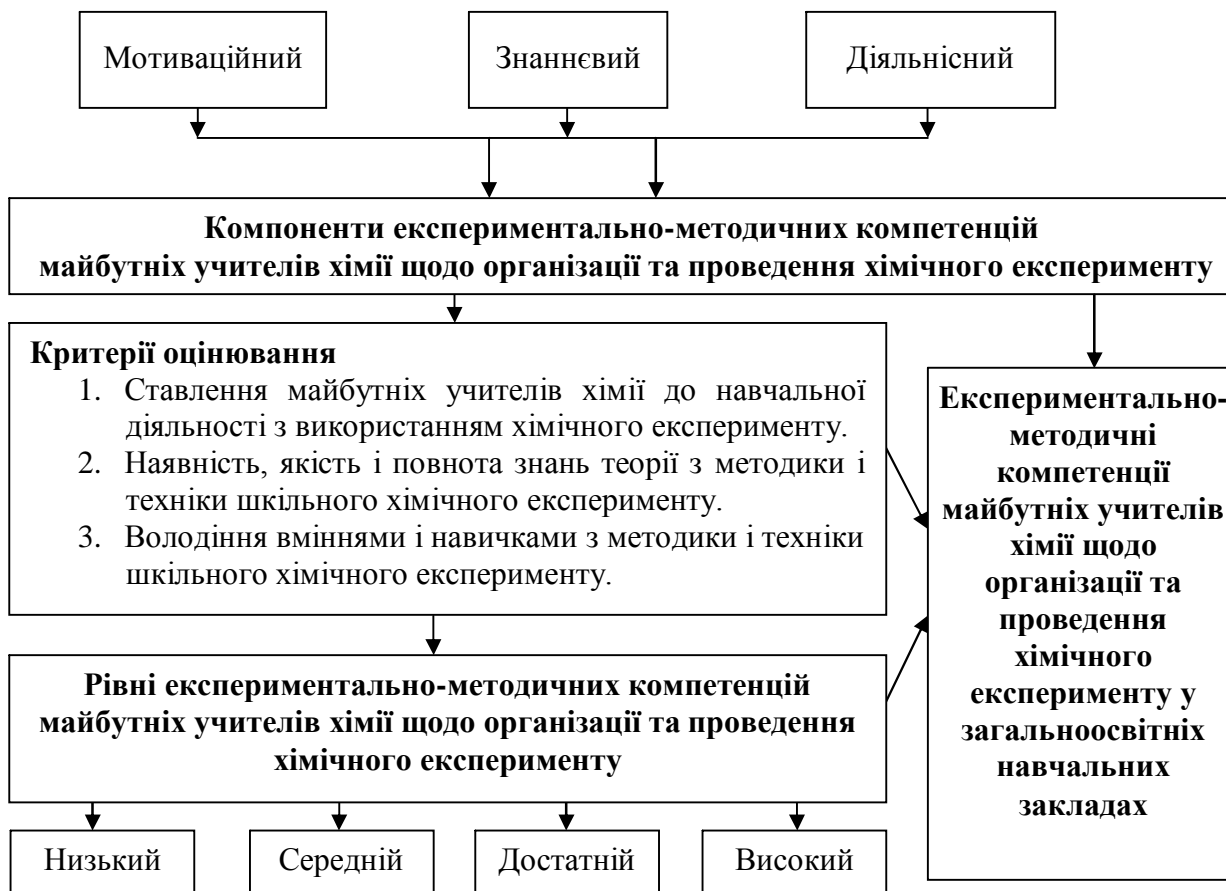 Мотиваційний
Знаннєвий
Діяльнісний
Компоненти експериментально-методичних компетенцій
майбутніх учителів хімії щодо організації та проведення хімічного експерименту
Критерії оцінювання
1. Ставлення майбутніх учителів хімії до навчальної
діяльності з використанням хімічного експерименту.
2. Наявність, якість і повнота знань теорії з методики і
техніки шкільного хімічного експерименту.
3. Володіння вміннями і навичками з методики і техніки
шкільного хімічного експерименту.
Експериментально-
методичні
компетенції
майбутніх учителів
хімії щодо
організації та
проведення
хімічного
експерименту у
загальноосвітніх
навчальних
закладах
Рівні експериментально-методичних компетенцій
майбутніх учителів хімії щодо організації та проведення
хімічного експерименту
Низький
Середній
Достатній
Високий